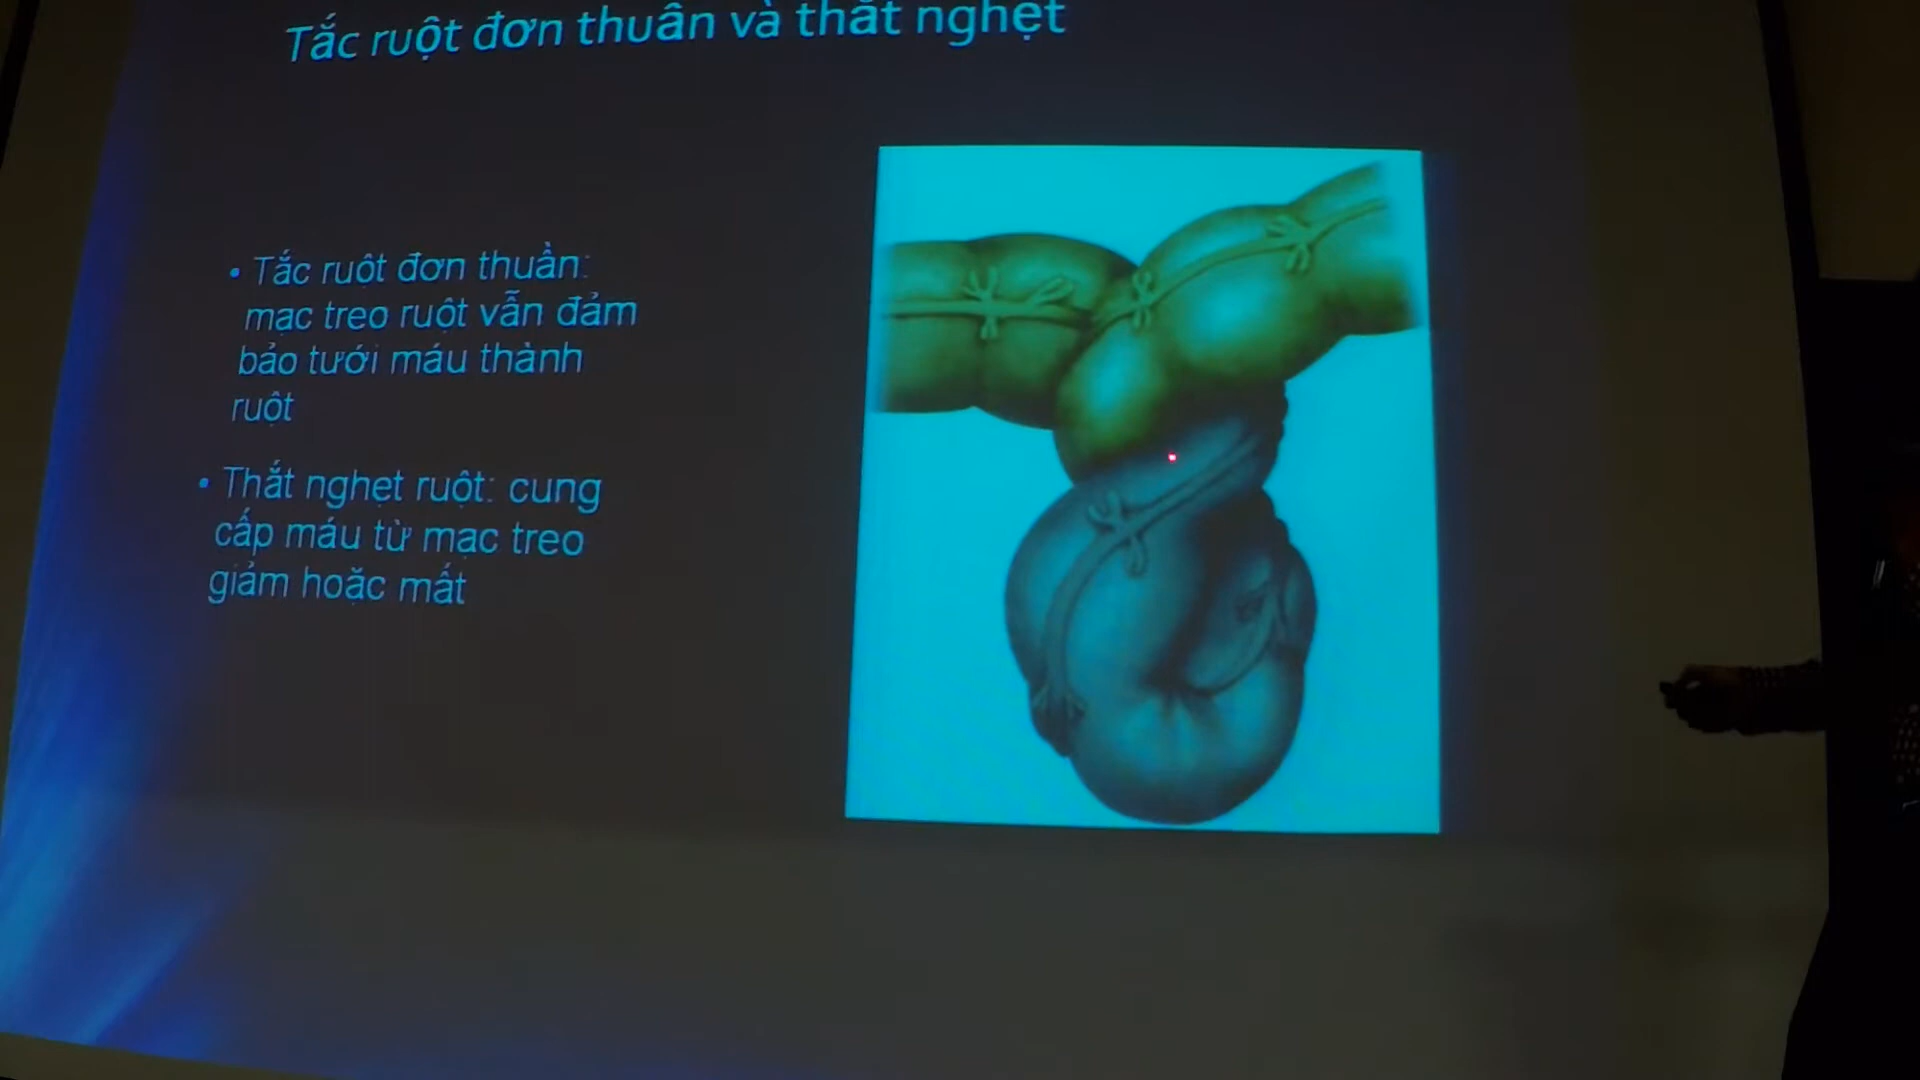 Tắc ruột đơn thuần và thắt nghẹt
• Tắc ruột đơn thuần:
mạc treo ruột vẫn đảm
bảo tưới máu thành
ruột
• Thắt nghẹt ruột: cung
cấp máu từ mạc treo
giảm hoặc mất